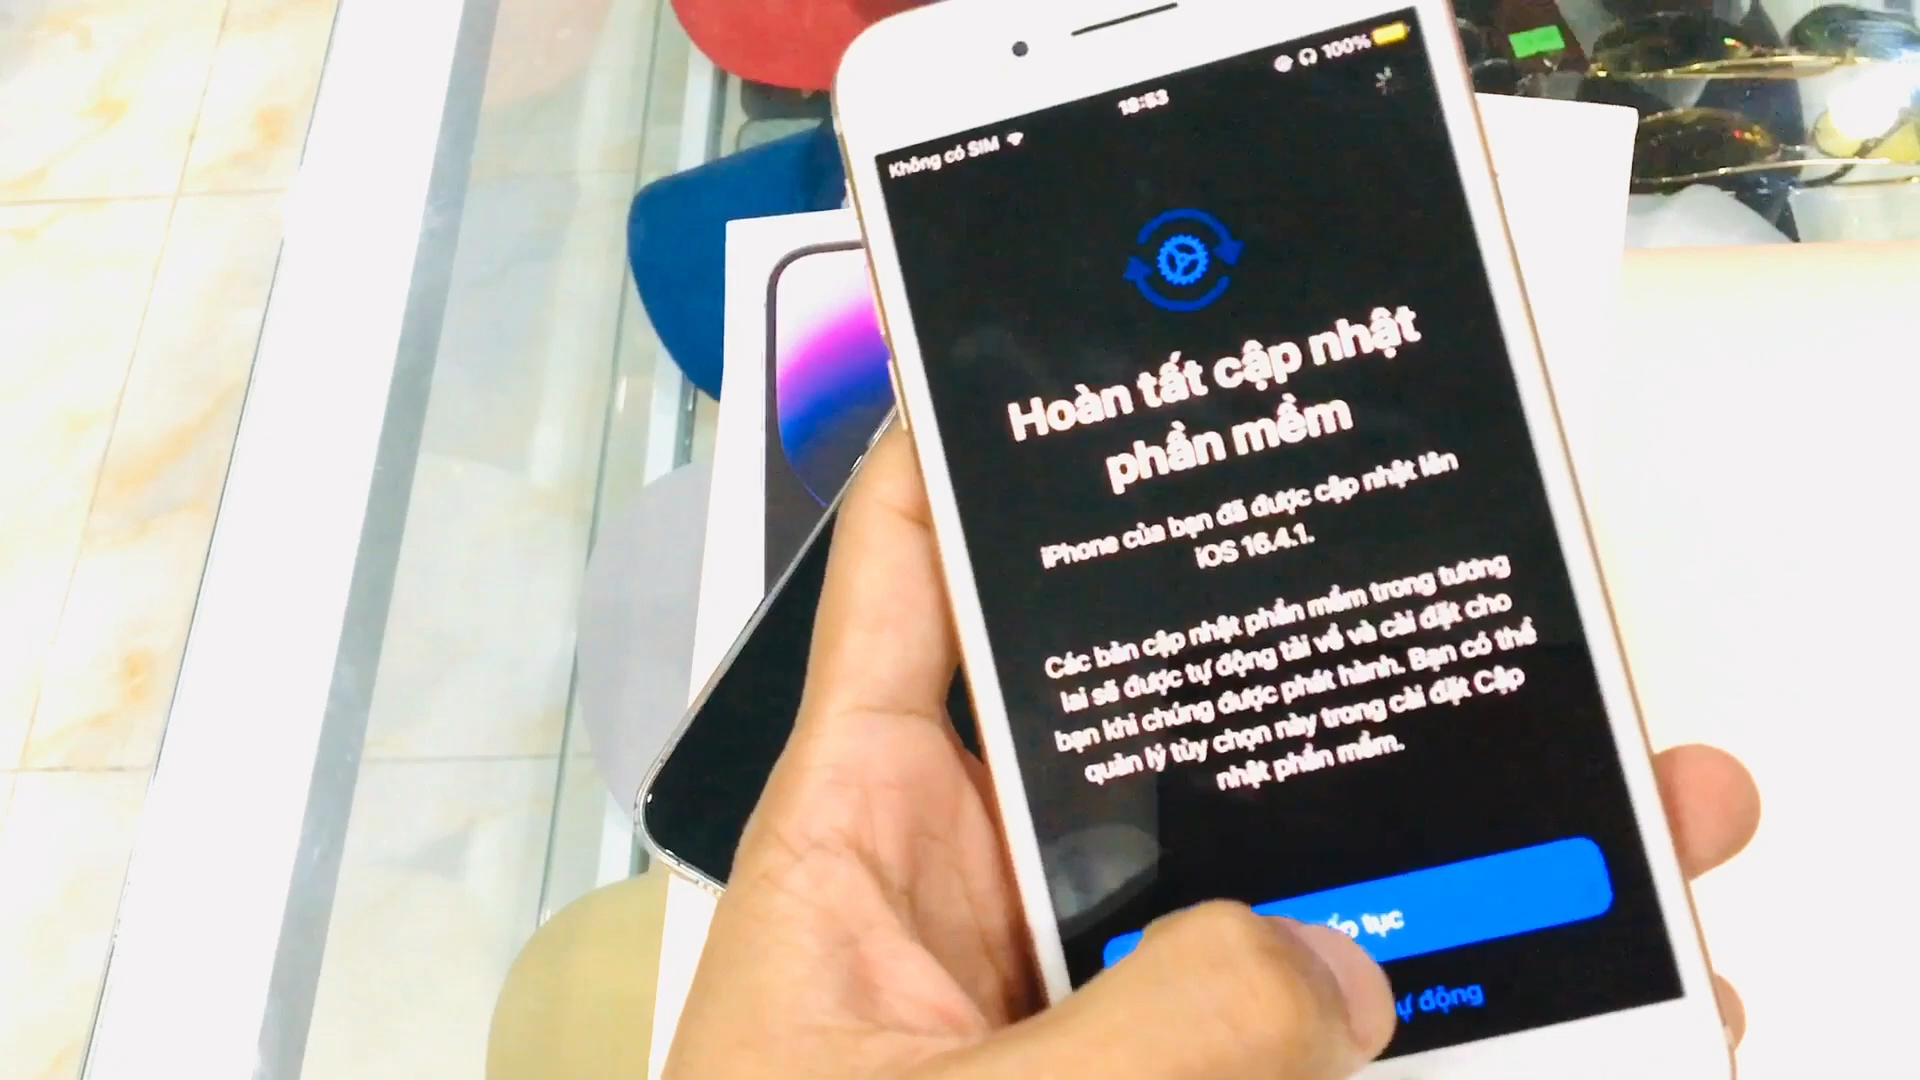 Không có SIM
100%
Hoàn tất cập nhật
phần mềm
iPhone của bạn đã được cập nhật lên
iOS 16.4.1.
Các bản cập nhật phần mềm trong tương
lai sẽ được tự động tải về và cài đặt cho
bạn khi chúng được phát hành. Bạn có thể
quản lý tùy chọn này trong cài đặt Cập
nhật phần mềm.
tục
động